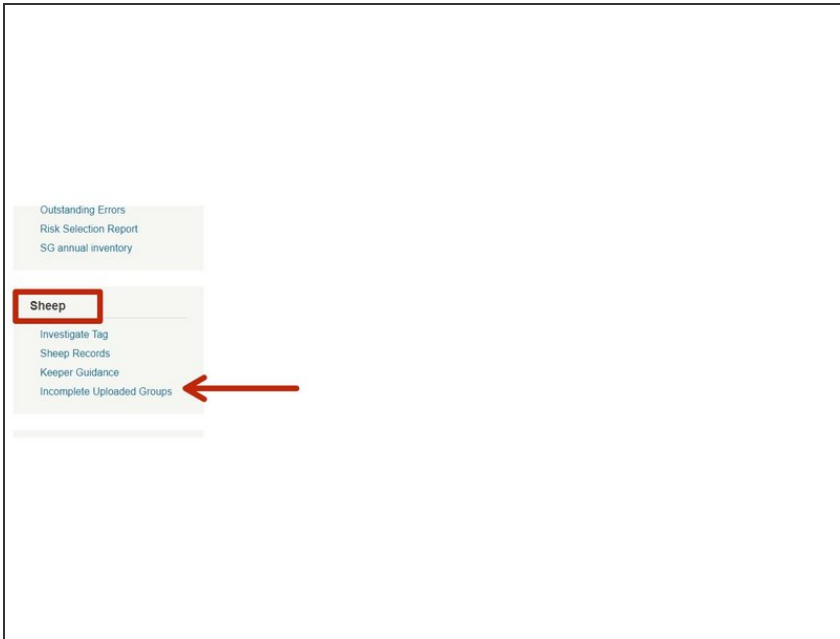 Outstanding Errors
Risk Selection Report
SG annual inventory
Sheep
Investigate Tag
Sheep Records
Keeper Guidance
Incomplete Uploaded Groups